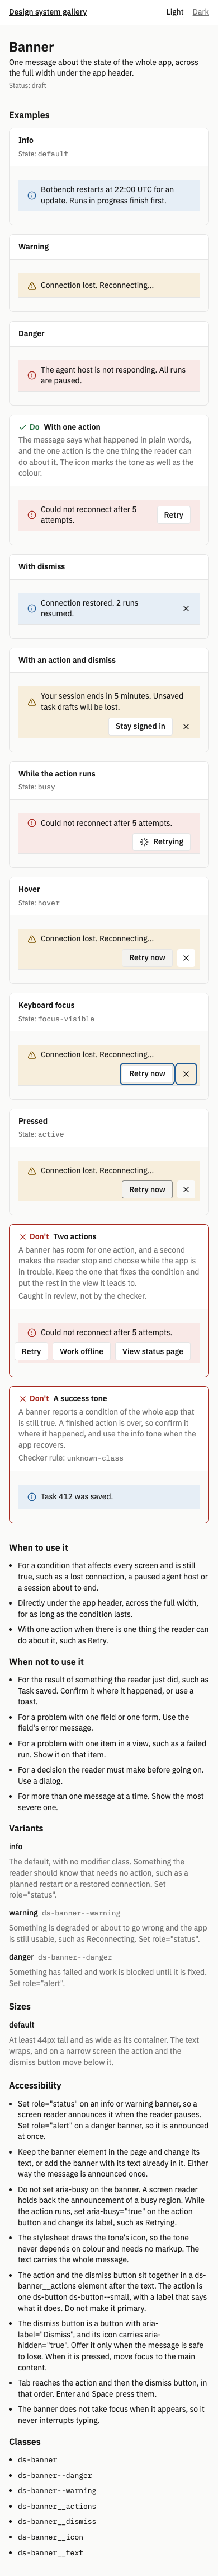 Design system gallery
Light
Dark
Banner
One message about the state of the whole app, across
the full width under the app header.
Status: draft
Examples
Info
State: default
Botbench restarts at 22:00 UTC for an
update. Runs in progress finish first.
Warning
Connection lost. Reconnecting...
Danger
The agent host is not responding. All runs
are paused.
Do With one action
The message says what happened in plain words,
and the one action is the one thing the reader can
do about it. The icon marks the tone as well as the
colour.
Could not reconnect after 5
attempts.
Retry
With dismiss
Connection restored. 2 runs
resumed.
With an action and dismiss
Your session ends in 5 minutes. Unsaved
task drafts will be lost.
Stay signed in
While the action runs
State: busy
Could not reconnect after 5 attempts.
Retrying
Hover
State: hover
Connection lost. Reconnecting...
Retry now
Keyboard focus
State: focus-visible
Connection lost. Reconnecting...
Retry now
Pressed
State: active
Connection lost. Reconnecting...
Retry now
Don't Two actions
A banner has room for one action, and a second
makes the reader stop and choose while the app is
in trouble. Keep the one that fixes the condition and
put the rest in the view it leads to.
Caught in review, not by the checker.
Could not reconnect after 5 attempts.
Retry
Work offline
View status page
Don't A success tone
A banner reports a condition of the whole app that
is still true. A finished action is over, so confirm it
where it happened, and use the info tone when the
app recovers.
Checker rule: unknown-class
Task 412 was saved.
When to use it
For a condition that affects every screen and is still
true, such as a lost connection, a paused agent host or
a session about to end.
Directly under the app header, across the full width,
for as long as the condition lasts.
With one action when there is one thing the reader can
do about it, such as Retry.
When not to use it
For the result of something the reader just did, such as
Task saved. Confirm it where it happened, or use a
toast.
For a problem with one field or one form. Use the
field's error message.
For a problem with one item in a view, such as a failed
run. Show it on that item.
For a decision the reader must make before going on.
Use a dialog.
For more than one message at a time. Show the most
severe one.
Variants
info
The default, with no modifier class. Something the
reader should know that needs no action, such as a
planned restart or a restored connection. Set
role="status".
warning ds-banner--warning
Something is degraded or about to go wrong and the app
is still usable, such as Reconnecting. Set role="status".
danger ds-banner--danger
Something has failed and work is blocked until it is fixed.
Set role="alert".
Sizes
default
At least 44px tall and as wide as its container. The text
wraps, and on a narrow screen the action and the
dismiss button move below it.
Accessibility
Set role="status" on an info or warning banner, so a
screen reader announces it when the reader pauses.
Set role="alert" on a danger banner, so it is announced
at once.
Keep the banner element in the page and change its
text, or add the banner with its text already in it. Either
way the message is announced once.
Do not set aria-busy on the banner. A screen reader
holds back the announcement of a busy region. While
the action runs, set aria-busy="true" on the action
button and change its label, such as Retrying.
The stylesheet draws the tone's icon, so the tone
never depends on colour and needs no markup. The
text carries the whole message.
The action and the dismiss button sit together in a ds-
banner__actions element after the text. The action is
one ds-button ds-button--small, with a label that says
what it does. Do not make it primary.
The dismiss button is a button with aria-
label="Dismiss", and its icon carries aria-
hidden="true". Offer it only when the message is safe
to lose. When it is pressed, move focus to the main
content.
Tab reaches the action and then the dismiss button, in
that order. Enter and Space press them.
The banner does not take focus when it appears, so it
never interrupts typing.
Classes
ds-banner
ds-banner--danger
ds-banner--warning
ds-banner__actions
ds-banner__dismiss
ds-banner__icon
ds-banner__text